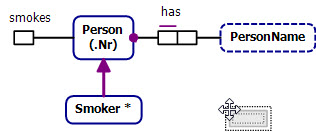 smokes
Person
(.Nr)
has
PersonName
Smoker *